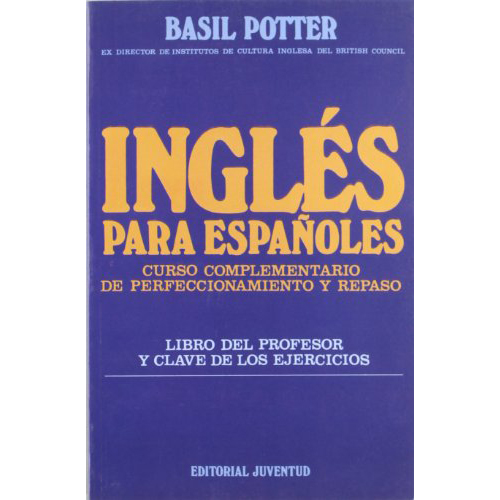 BASIL POTTER
EX DIRECTOR DE INSTITUTOS DE CULTURA INGLESA DEL BRITISH COUNCIL
INGLÉS
PARA ESPAÑOLES
CURSO COMPLEMENTARIO
DE PERFECCIONAMIENTO Y REPASO
LIBRO DEL PROFESOR
Y CLAVE DE LOS EJERCICIOS
EDITORIAL JUVENTUD